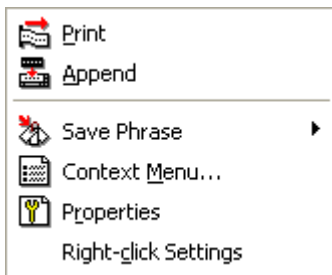 Print
Append
Save Phrase
Context Menu...
Properties
Right-click Settings